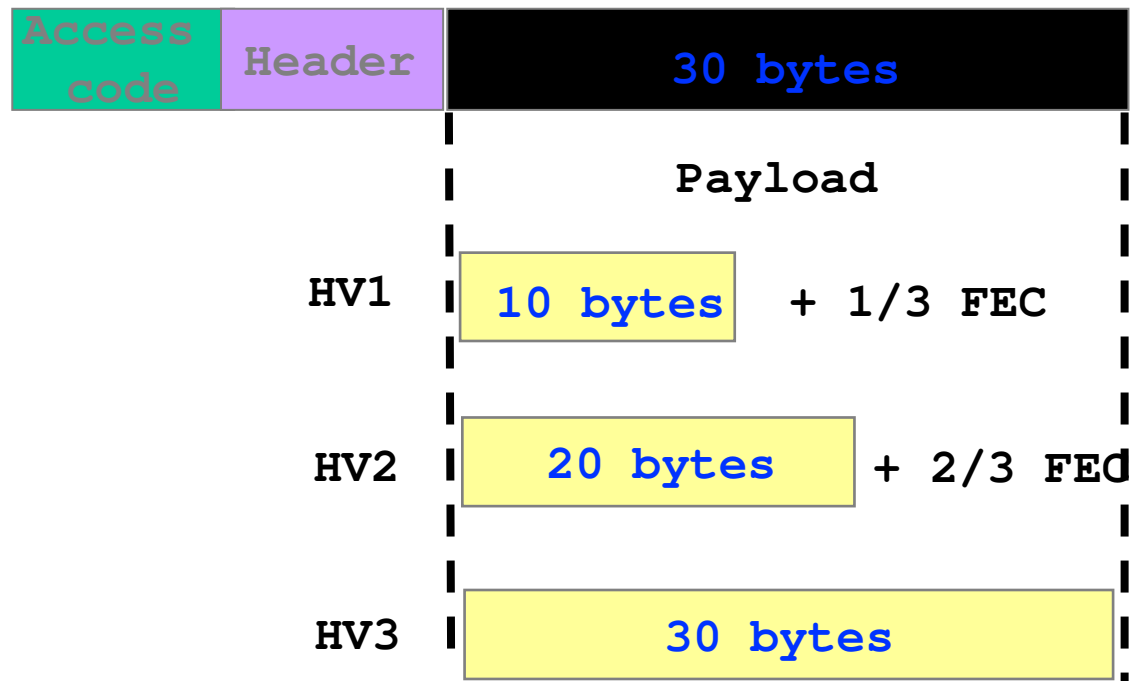 Access
code
Header
30 bytes
Payload
HV1
10 bytes
+ 1/3 FEC
HV2
20 bytes
+ 2/3 FEC
HV3
30 bytes